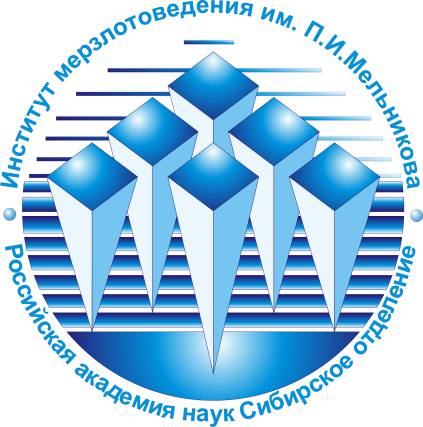 Институт мерзлотоведения им. П.И.Мельникова
Российская академия наук Сибирское отделение